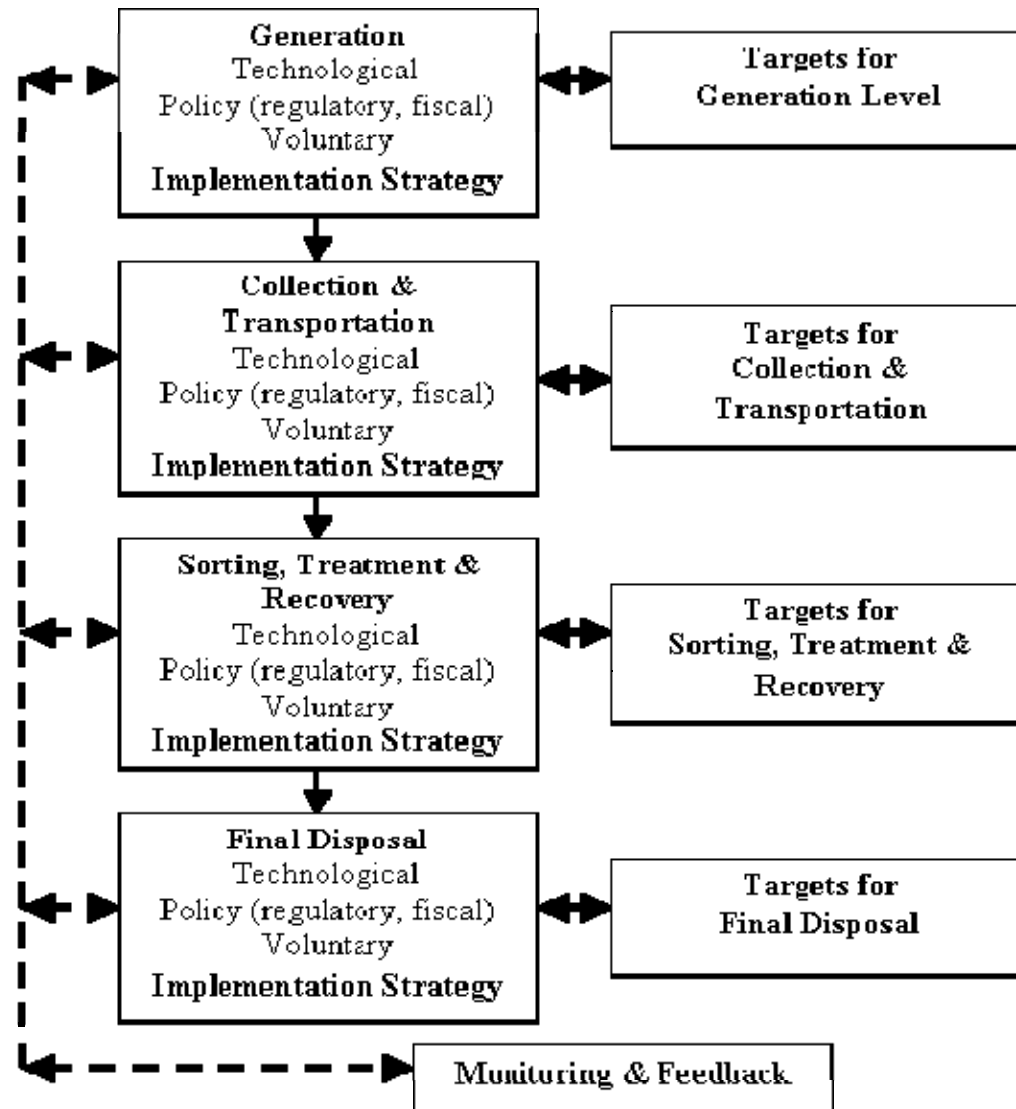 Generation
Technological
Policy (regulatory, fiscal)
Voluntary
Implementation Strategy
Targets for
Generation Level
Collection &
Transportation
Technological
Policy (regulatory, fiscal)
Voluntary
Implementation Strategy
Targets for
Collection &
Transportation
Sorting, Treatment &
Recovery
Technological
Policy (regulatory, fiscal)
Voluntary
Implementation Strategy
Targets for
Sorting, Treatment &
Recovery
Final Disposal
Technological
Policy (regulatory, fiscal)
Voluntary
Implementation Strategy
Targets for
Final Disposal
Munituring & Feedback